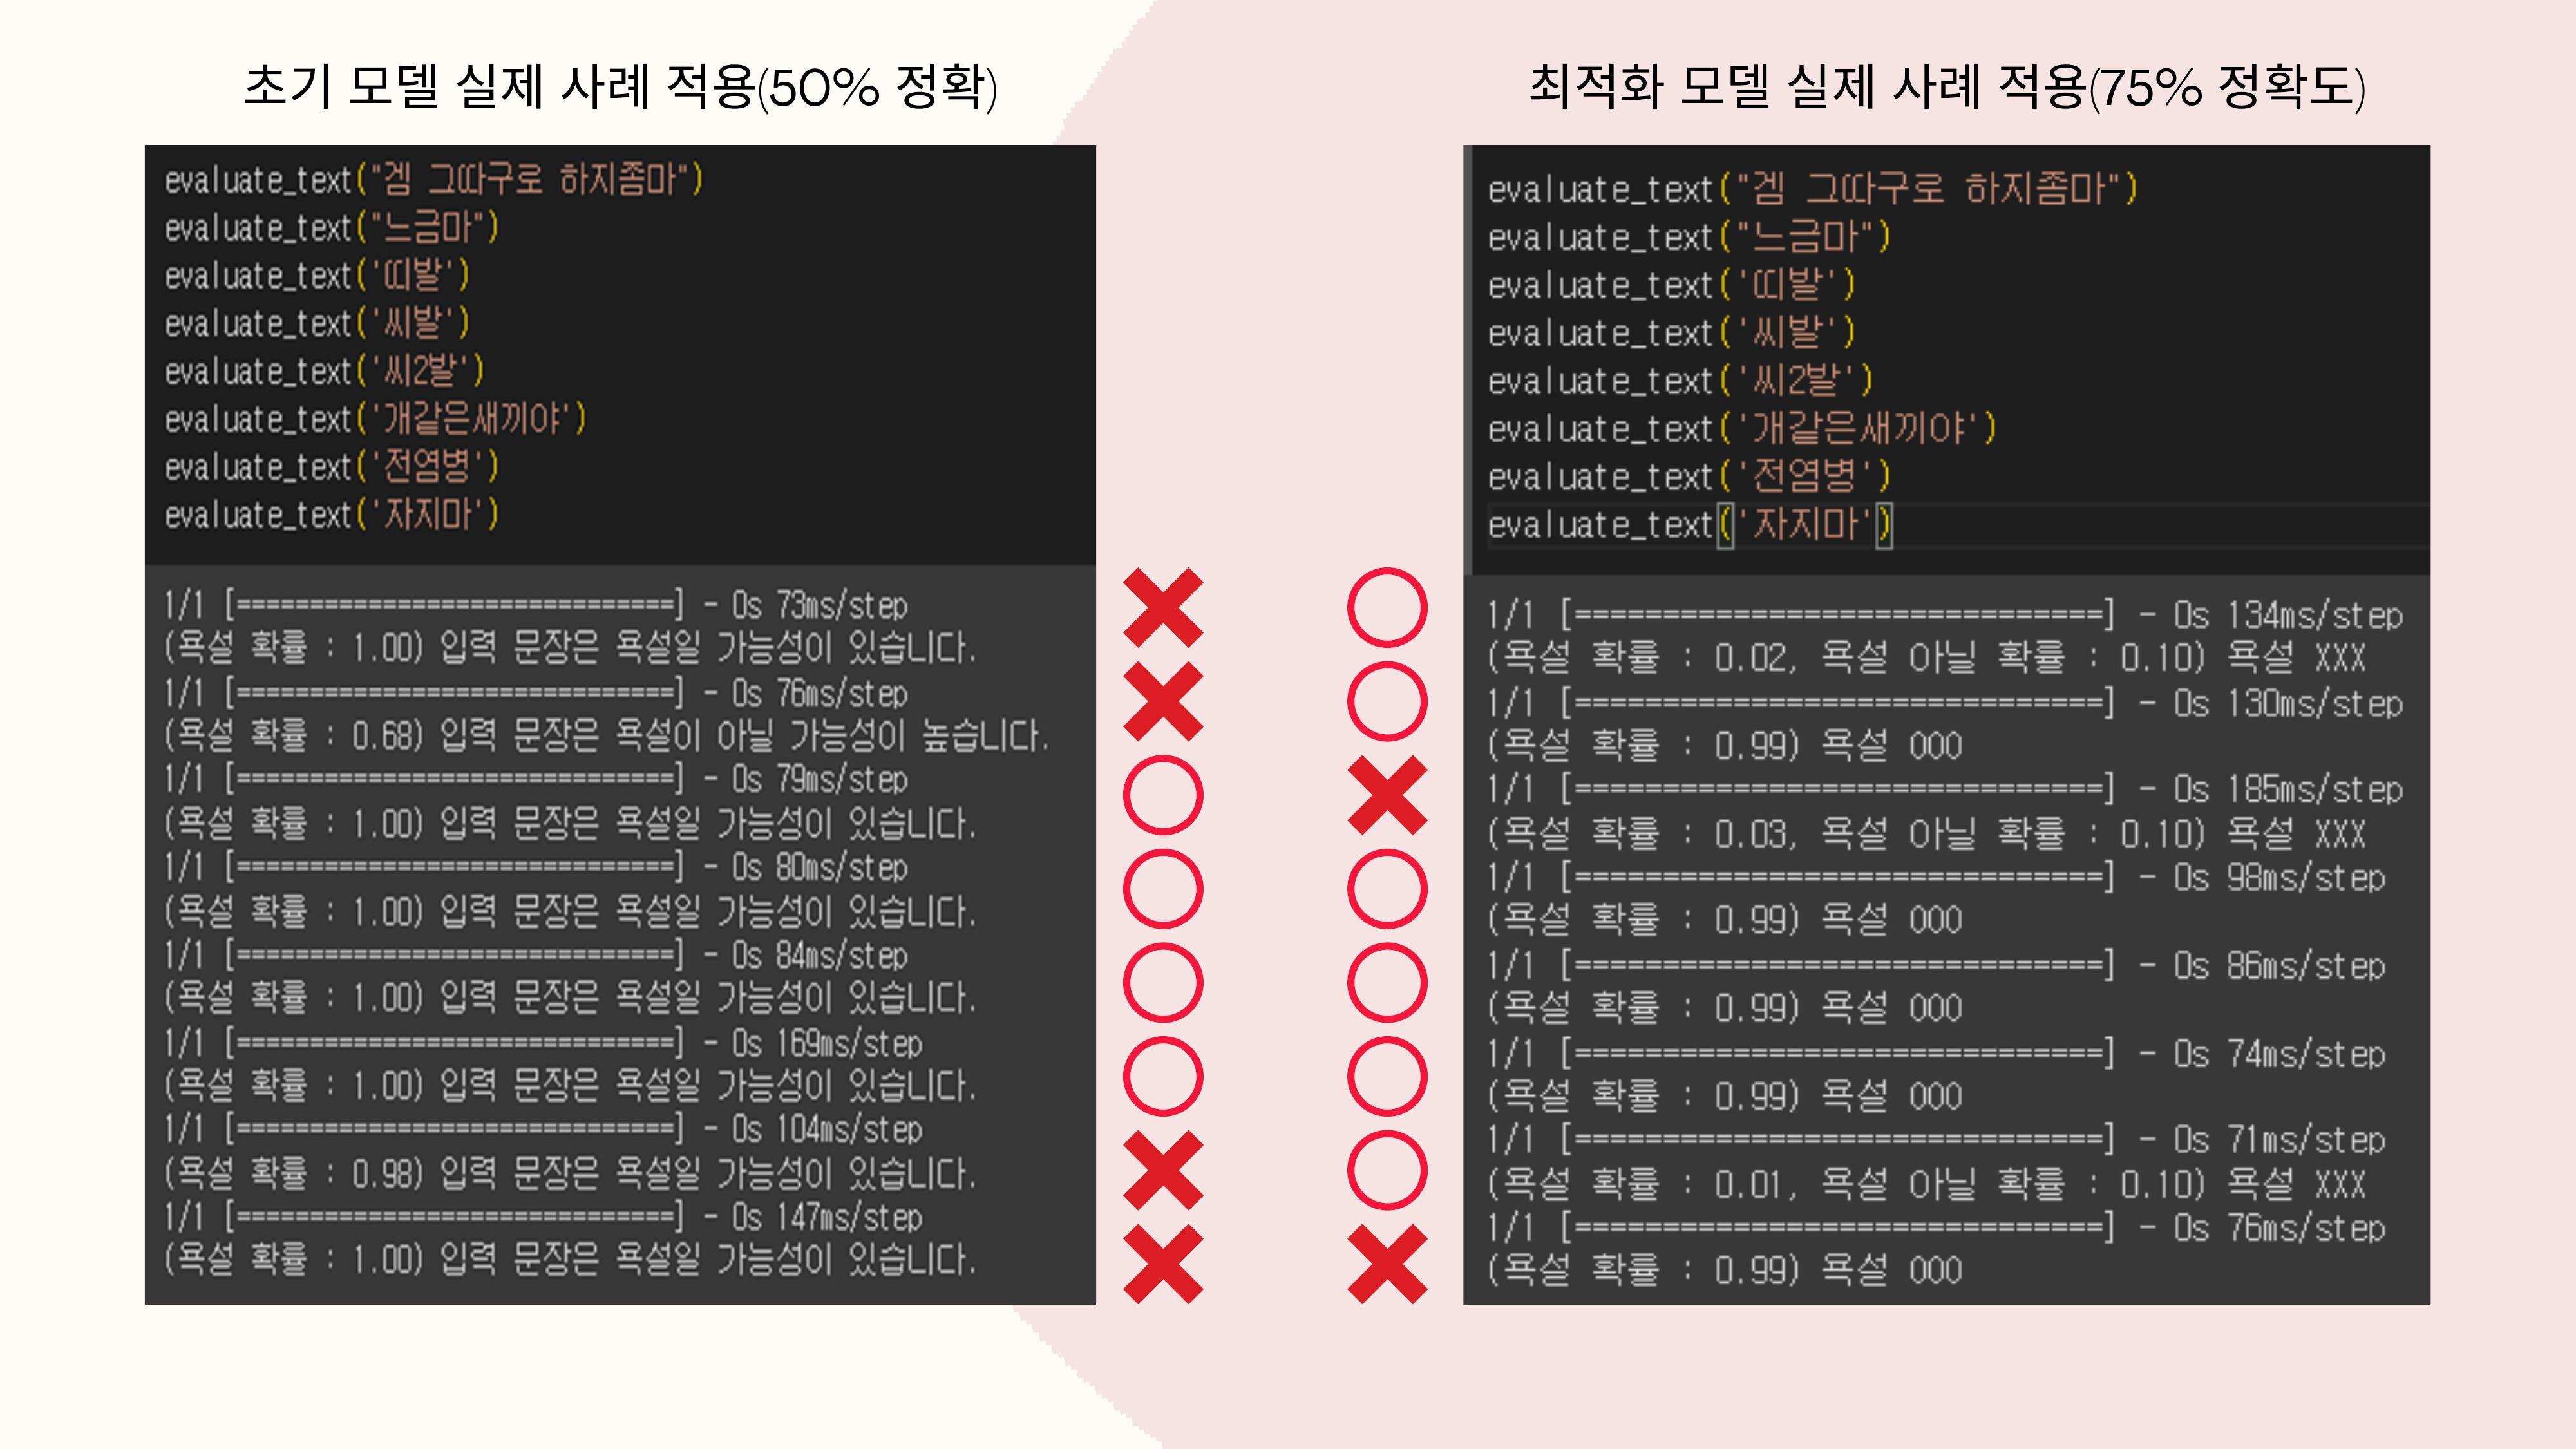 초기 모델 실제 사례 적용(50% 정확)
evaluate_text("겜 그따구로 하지좀마")
evaluate_text("느금마")
evaluate_text('띠발')
evaluate_text('씨발')
evaluate_text('씨2발')
evaluate_text('개같은새끼야')
evaluate_text('전염병')
evaluate_text('자지마')
1/1 [==============================] - 0s 73ms/step
(욕설 확률 : 1.00) 입력 문장은 욕설일 가능성이 있습니다.
1/1 [==============================] - 0s 76ms/step
(욕설 확률 : 0.68) 입력 문장은 욕설이 아닐 가능성이 높습니다.
1/1 [==============================] - 0s 79ms/step
(욕설 확률 : 1.00) 입력 문장은 욕설일 가능성이 있습니다.
1/1 [==============================] - 0s 80ms/step
(욕설 확률 : 1.00) 입력 문장은 욕설일 가능성이 있습니다.
1/1 [==============================] - 0s 84ms/step
(욕설 확률 : 1.00) 입력 문장은 욕설일 가능성이 있습니다.
1/1 [==============================] - 0s 169ms/step
(욕설 확률 : 1.00) 입력 문장은 욕설일 가능성이 있습니다.
1/1 [==============================] - 0s 104ms/step
(욕설 확률 : 0.98) 입력 문장은 욕설일 가능성이 있습니다.
1/1 [==============================] - 0s 147ms/step
(욕설 확률 : 1.00) 입력 문장은 욕설일 가능성이 있습니다.
최적화 모델 실제 사례 적용(75% 정확도)
evaluate_text("겜 그따구로 하지좀마")
evaluate_text("느금마")
evaluate_text('띠발')
evaluate_text('씨발')
evaluate_text('씨2발')
evaluate_text('개같은새끼야')
evaluate_text('전염병')
evaluate_text('자지마')
1/1 [==============================] - 0s 134ms/step
(욕설 확률 : 0.02, 욕설 아닐 확률 : 0.10) 욕설 XXX
1/1 [==============================] - 0s 130ms/step
(욕설 확률 : 0.99) 욕설 OOO
1/1 [==============================] - 0s 185ms/step
(욕설 확률 : 0.03, 욕설 아닐 확률 : 0.10) 욕설 XXX
1/1 [==============================] - 0s 98ms/step
(욕설 확률 : 0.99) 욕설 OOO
1/1 [==============================] - 0s 86ms/step
(욕설 확률 : 0.99) 욕설 OOO
1/1 [==============================] - 0s 74ms/step
(욕설 확률 : 0.99) 욕설 OOO
1/1 [==============================] - 0s 71ms/step
(욕설 확률 : 0.01, 욕설 아닐 확률 : 0.10) 욕설 XXX
1/1 [==============================] - 0s 76ms/step
(욕설 확률 : 0.99) 욕설 OOO